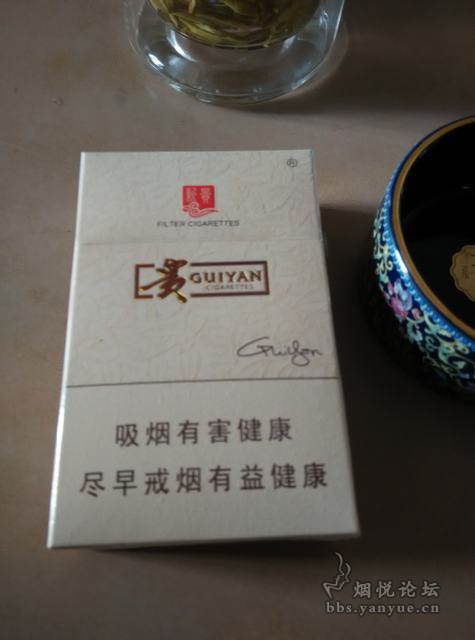 ®
FILTER CIGARETTES
贵 GUIYAN
CIGARETTES
GuiYan
吸烟有害健康
尽早戒烟有益健康
烟悦论坛
bbs.yanyue.cn